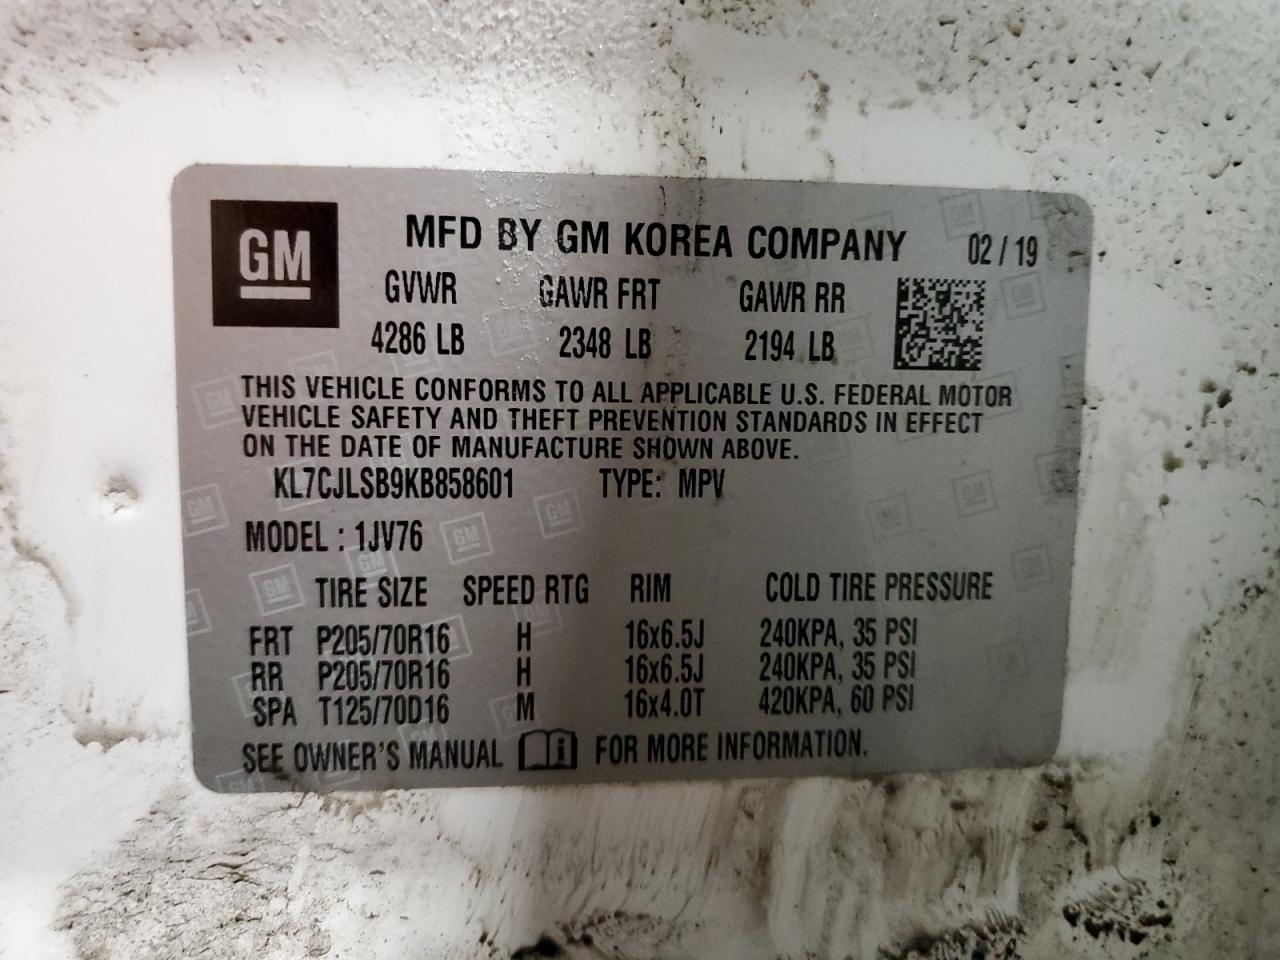 GM
MFD BY GM KOREA COMPANY 02 / 19
GVWR GAWR FRT GAWR RR
4286 LB 2348 LB 2194 LB
THIS VEHICLE CONFORMS TO ALL APPLICABLE U.S. FEDERAL MOTOR
VEHICLE SAFETY AND THEFT PREVENTION STANDARDS IN EFFECT
ON THE DATE OF MANUFACTURE SHOWN ABOVE.
KL7CJLSB9KB858601 TYPE: MPV
MODEL : 1JV76
TIRE SIZE SPEED RTG RIM COLD TIRE PRESSURE
FRT P205/70R16 H 16x6.5J 240KPA, 35 PSI
RR P205/70R16 H 16x6.5J 240KPA, 35 PSI
SPA T125/70D16 M 16x4.0T 420KPA, 60 PSI
SEE OWNER'S MANUAL i FOR MORE INFORMATION.